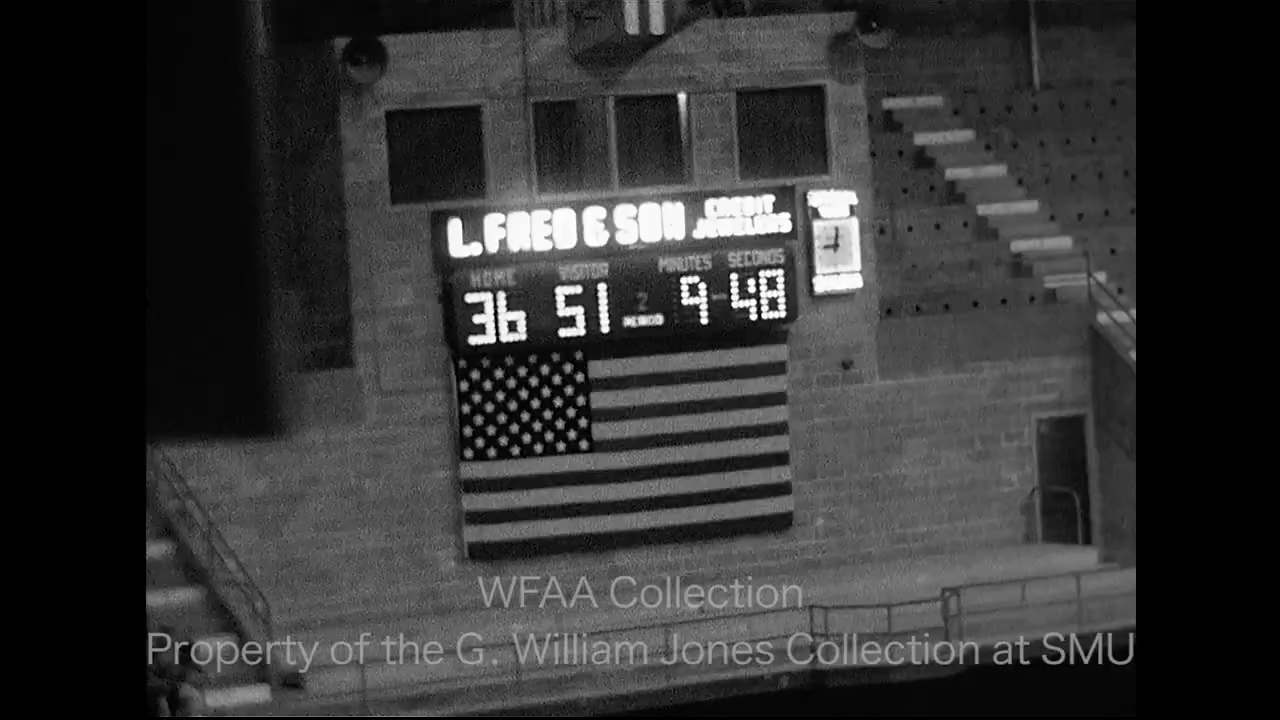 L. FRED & SON CREDIT JEWELERS
HOME VISITOR MINUTES SECONDS
36 51 2 9-48
PERIOD
WFAA Collection
Property of the G. William Jones Collection at SMU